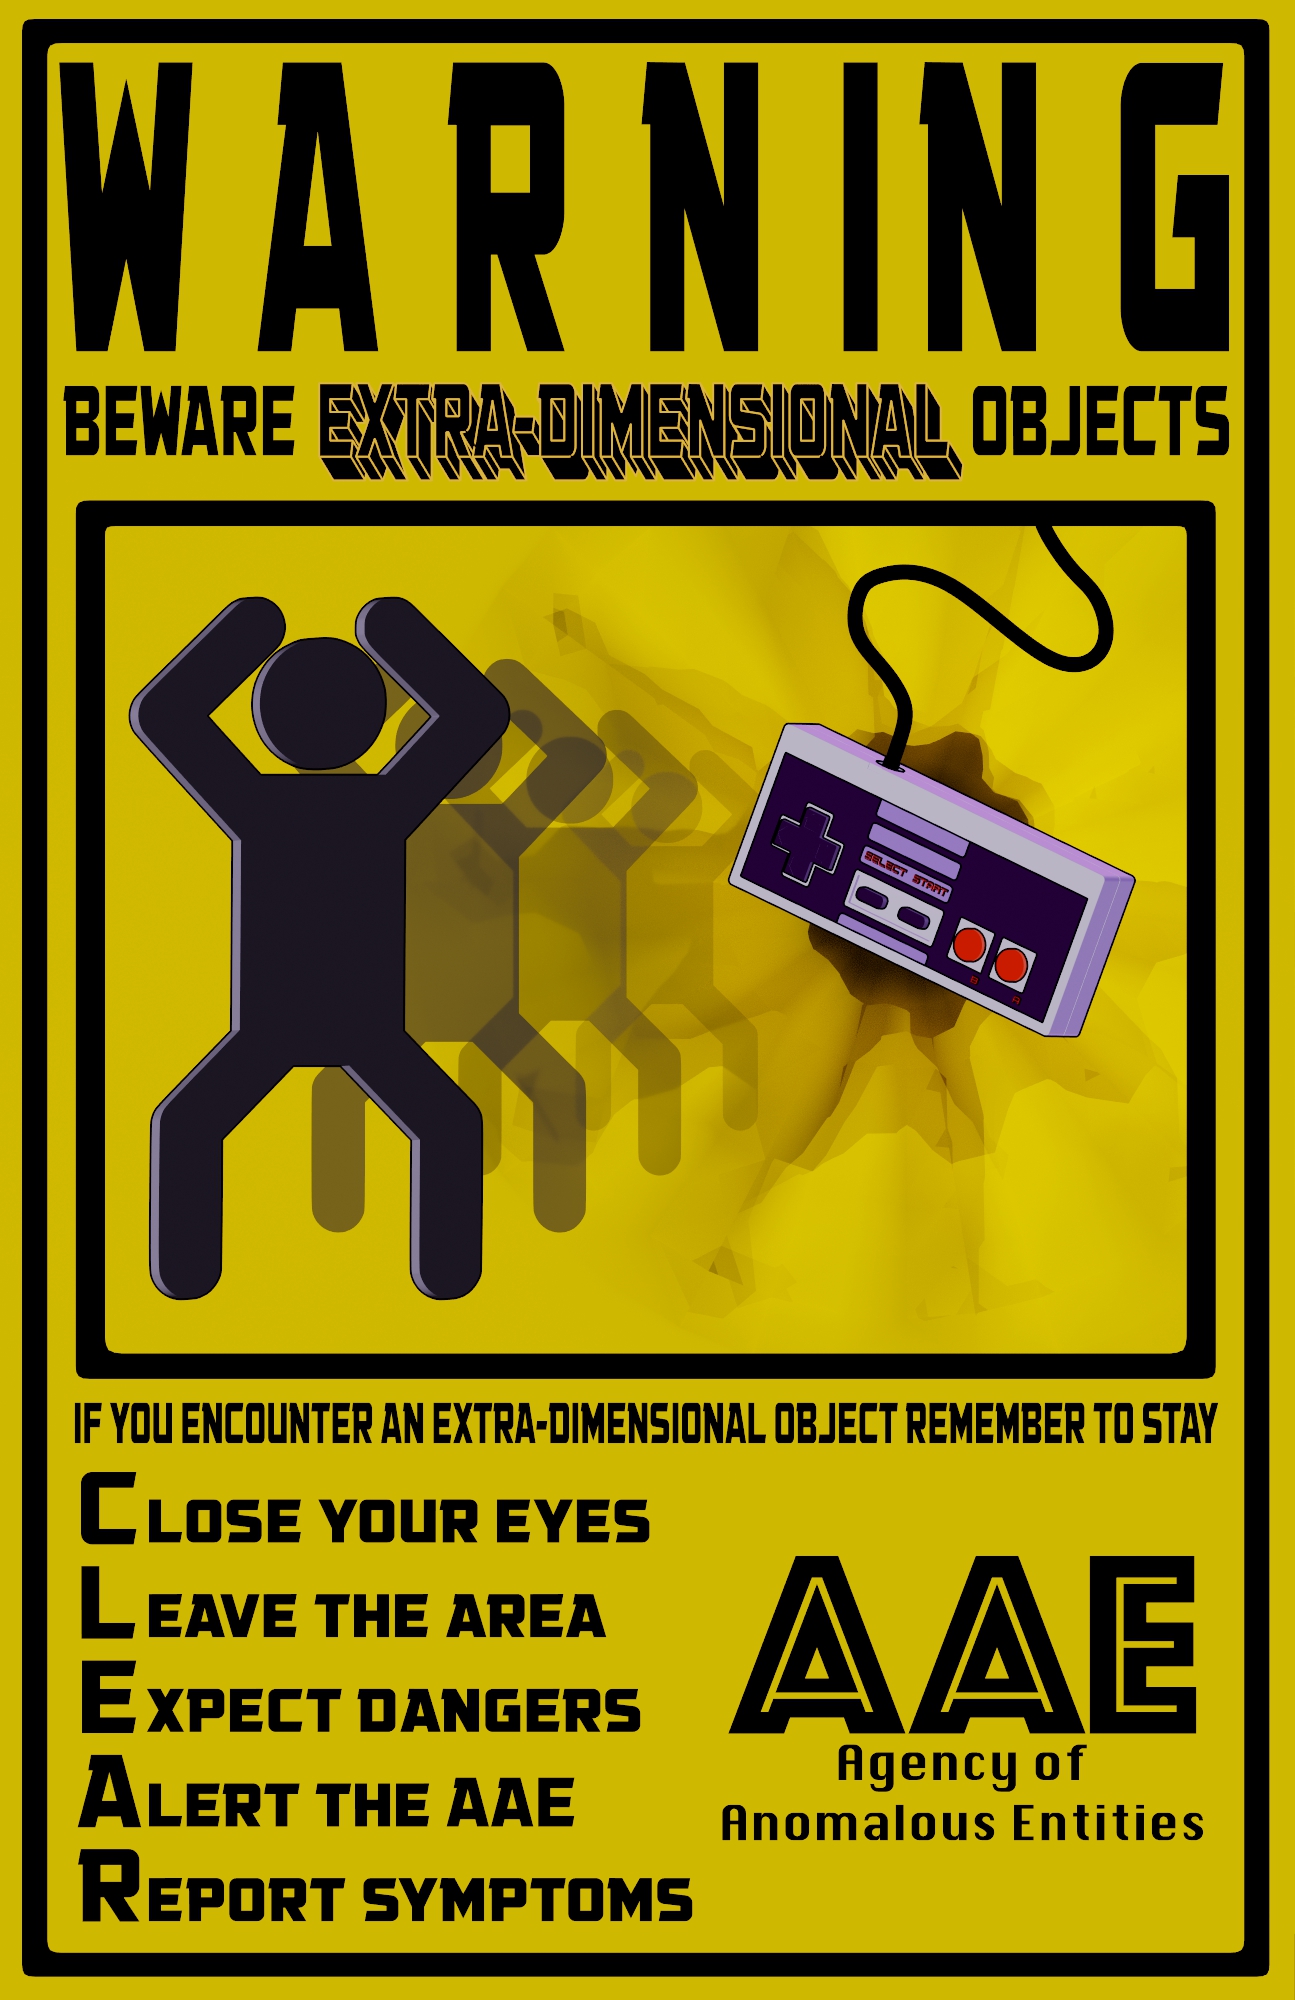 WARNING
BEWARE EXTRA-DIMENSIONAL OBJECTS
SELECT START
B
A
IF YOU ENCOUNTER AN EXTRA-DIMENSIONAL OBJECT REMEMBER TO STAY
CLOSE YOUR EYES
LEAVE THE AREA
EXPECT DANGERS
ALERT THE AAE
REPORT SYMPTOMS
AAE
Agency of
Anomalous Entities